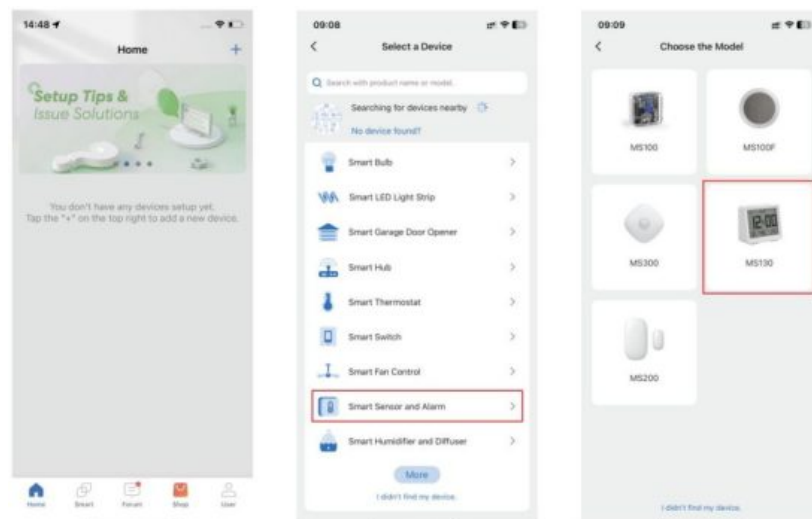 14:48
Home
+
Setup Tips &
Issue Solutions
You don't have any devices setup yet.
Tap the "+" on the top right to add a new device.
Home
Smart
Forum
Shop
User
09:08
Select a Device
Search with product name or model.
Searching for devices nearby
No device found?
Smart Bulb
Smart LED Light Strip
Smart Garage Door Opener
Smart Hub
Smart Thermostat
Smart Switch
Smart Fan Control
Smart Sensor and Alarm
Smart Humidifier and Diffuser
More
I didn't find my device.
09:09
Choose the Model
MS100
MS100F
MS300
12:00
MS130
MS200
I didn't find my device.